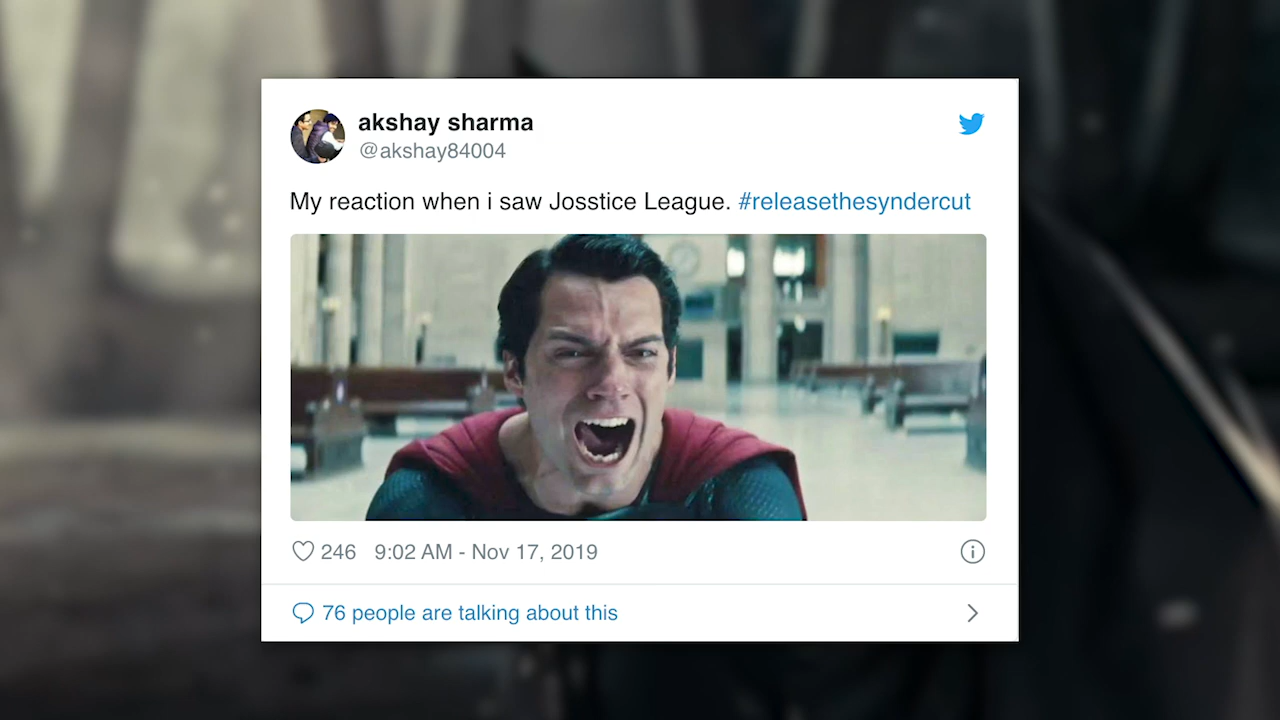 akshay sharma
@akshay84004
My reaction when i saw Josstice League. #releasethesyndercut
246 9:02 AM - Nov 17, 2019
76 people are talking about this